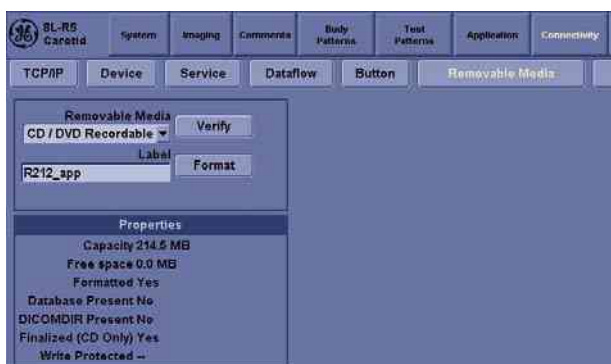 GE 8L-RS Carotid
System
Imaging
Comments
Body Patterns
Test Patterns
Application
Connectivity
TCP/IP
Device
Service
Dataflow
Button
Removable Media
Removable Media
CD / DVD Recordable
Verify
Label
R212_app
Format
Properties
Capacity 214.5 MB
Free space 0.0 MB
Formatted Yes
Database Present No
DICOMDIR Present No
Finalized (CD Only) Yes
Write Protected --